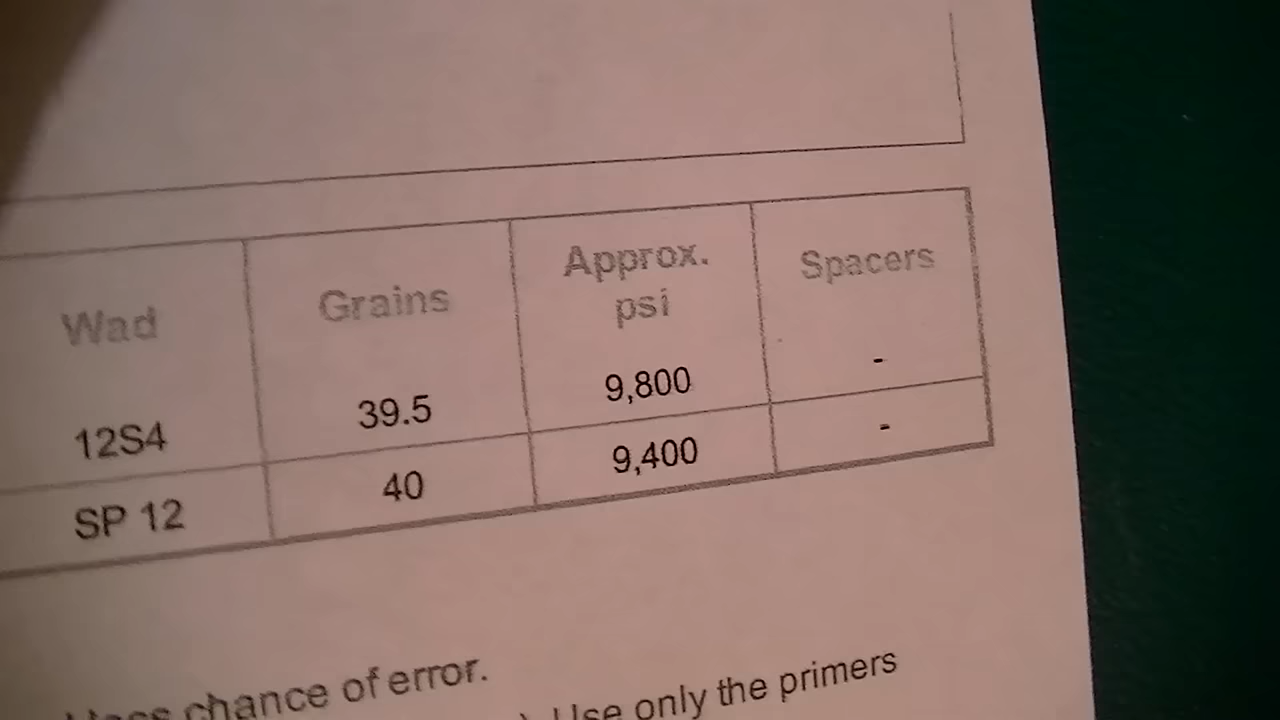 Wad Grains Approx. psi Spacers
12S4 39.5 9,800 -
SP 12 40 9,400 -
chance of error.
Use only the primers